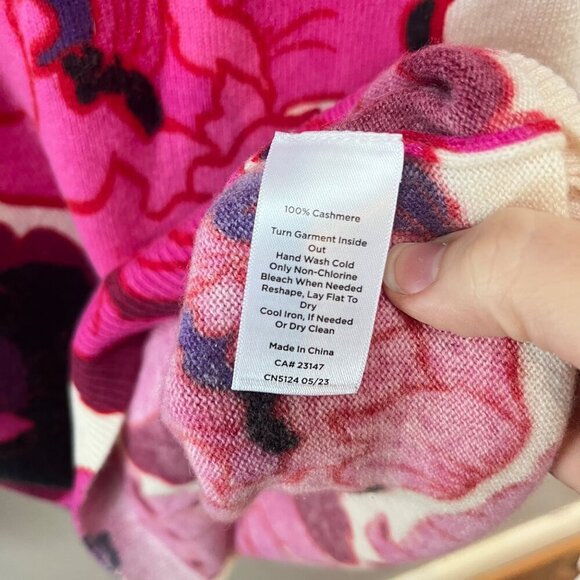 100% Cashmere
Turn Garment Inside
Out
Hand Wash Cold
Only Non-Chlorine
Bleach When Needed
Reshape, Lay Flat To
Dry
Cool Iron, If Needed
Or Dry Clean
Made In China
CA# 23147
CN5124 05/23